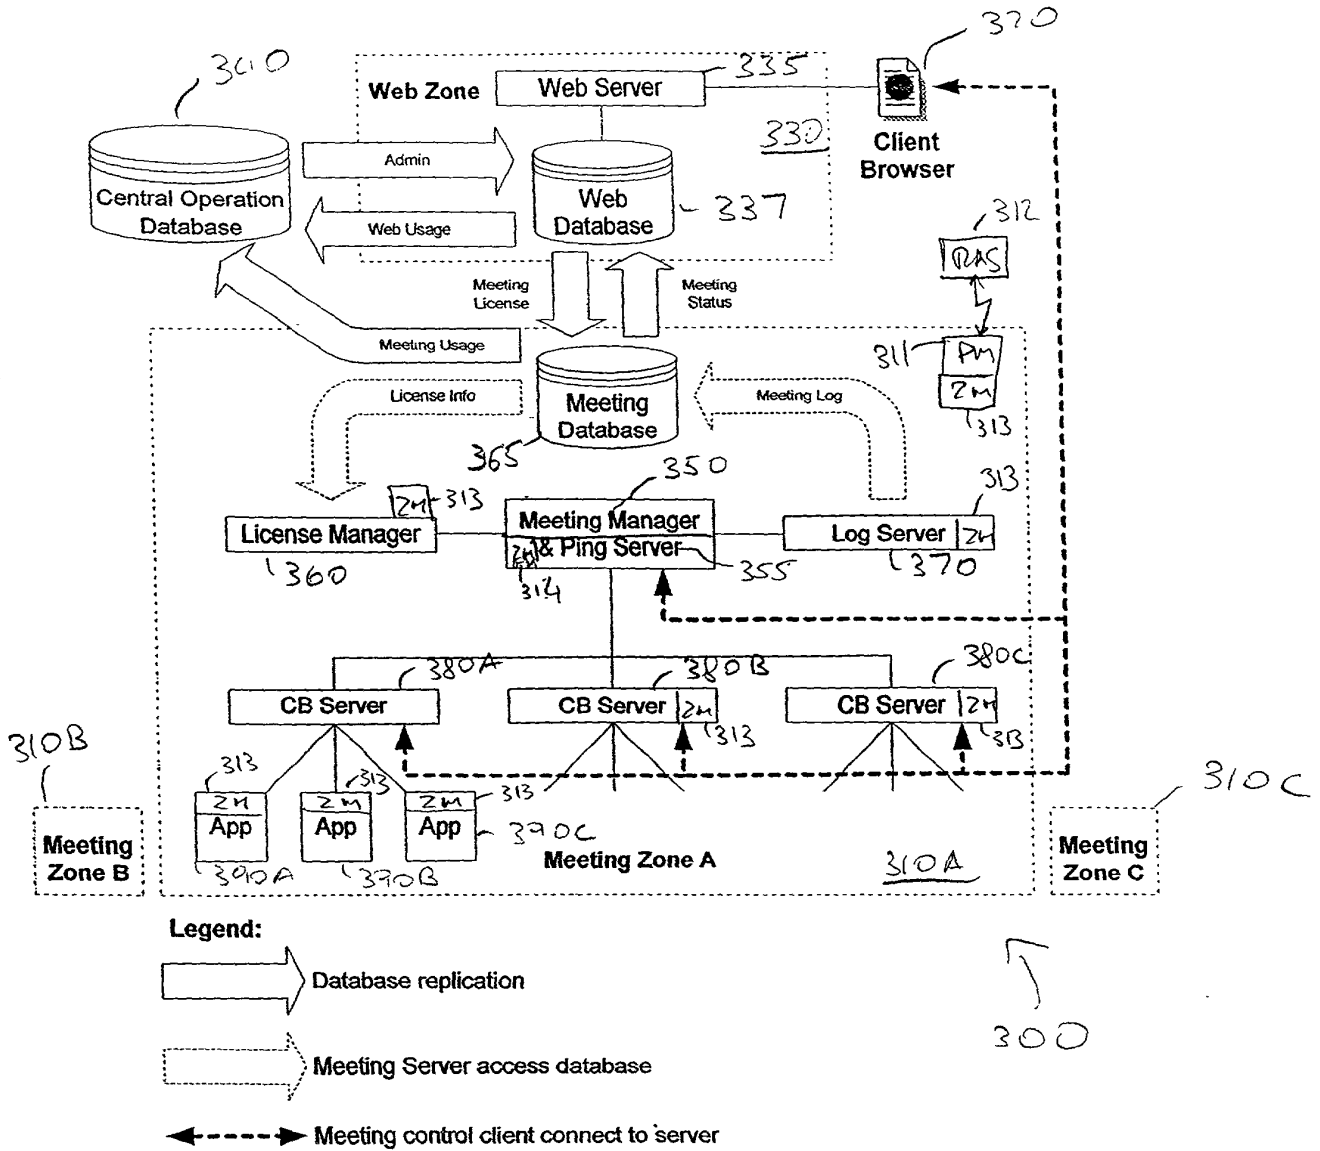 340
320
Web Zone
335
Web Server
330
Client
Browser
Admin
Central Operation
Database
Web
Database
337
Web Usage
312
RAS
Meeting
License
Meeting
Status
311
PM
ZM
313
Meeting Usage
License Info
Meeting
Database
365
Meeting Log
350
313
ZM
313
License Manager
360
Meeting Manager
& Ping Server
355
ZM
314
Log Server
ZM
370
380A
380B
380C
CB Server
CB Server
ZM
313
CB Server
ZM
313
310B
313
313
313
ZM
ZM
ZM
App
App
App
390A
390B
390C
Meeting Zone A
310A
310C
Meeting
Zone B
Meeting
Zone C
Legend:
Database replication
Meeting Server access database
Meeting control client connect to server
300